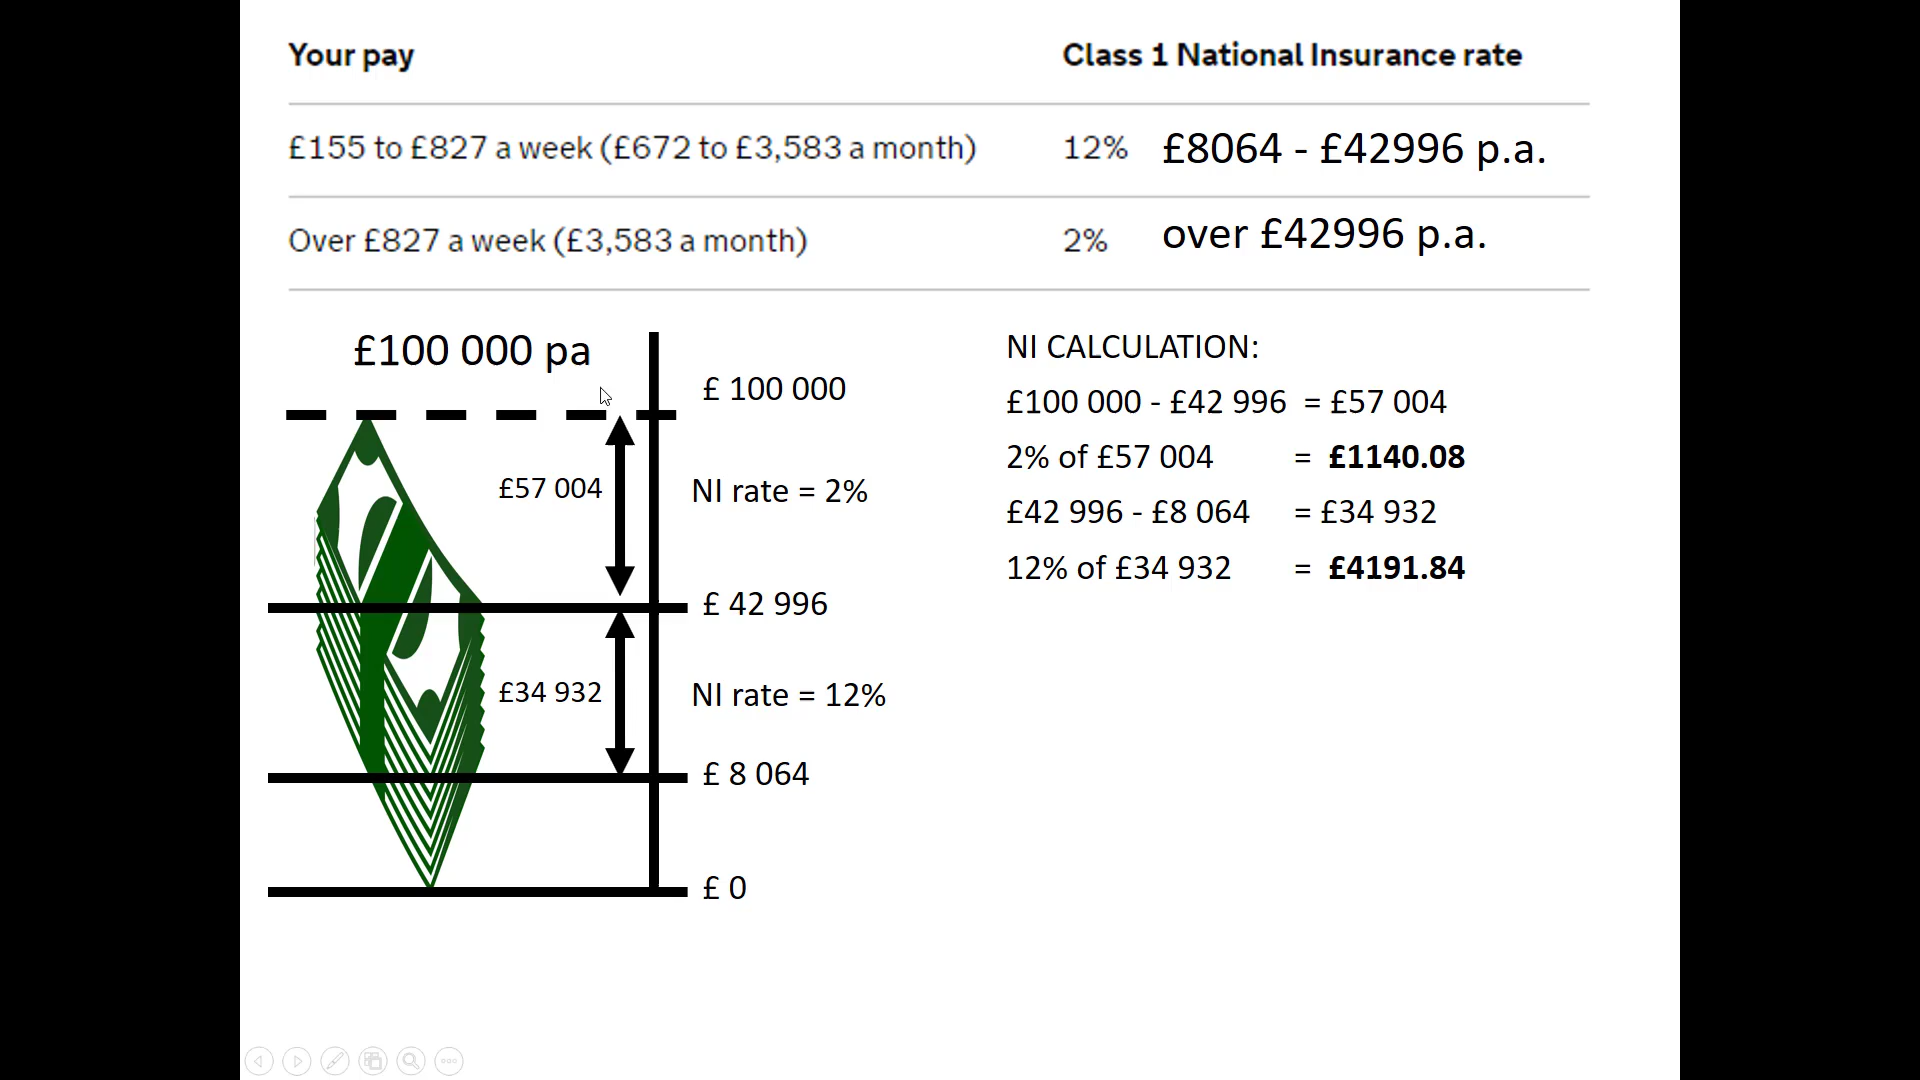 Your pay Class 1 National Insurance rate
£155 to £827 a week (£672 to £3,583 a month) 12% £8064 - £42996 p.a.
Over £827 a week (£3,583 a month) 2% over £42996 p.a.
£100 000 pa
£ 100 000
£57 004
NI rate = 2%
£ 42 996
£34 932
NI rate = 12%
£ 8 064
£ 0
NI CALCULATION:
£100 000 - £42 996 = £57 004
2% of £57 004 = £1140.08
£42 996 - £8 064 = £34 932
12% of £34 932 = £4191.84